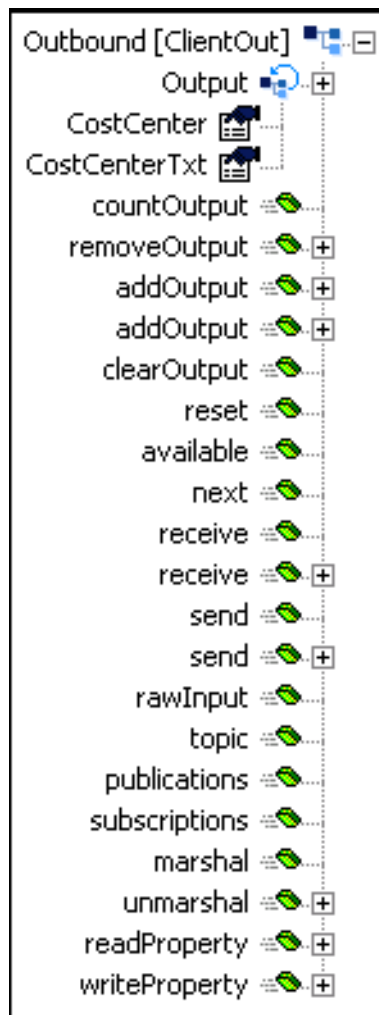 Outbound [ClientOut]
Output
CostCenter
CostCenterTxt
countOutput
removeOutput
addOutput
addOutput
clearOutput
reset
available
next
receive
receive
send
send
rawInput
topic
publications
subscriptions
marshal
unmarshal
readProperty
writeProperty